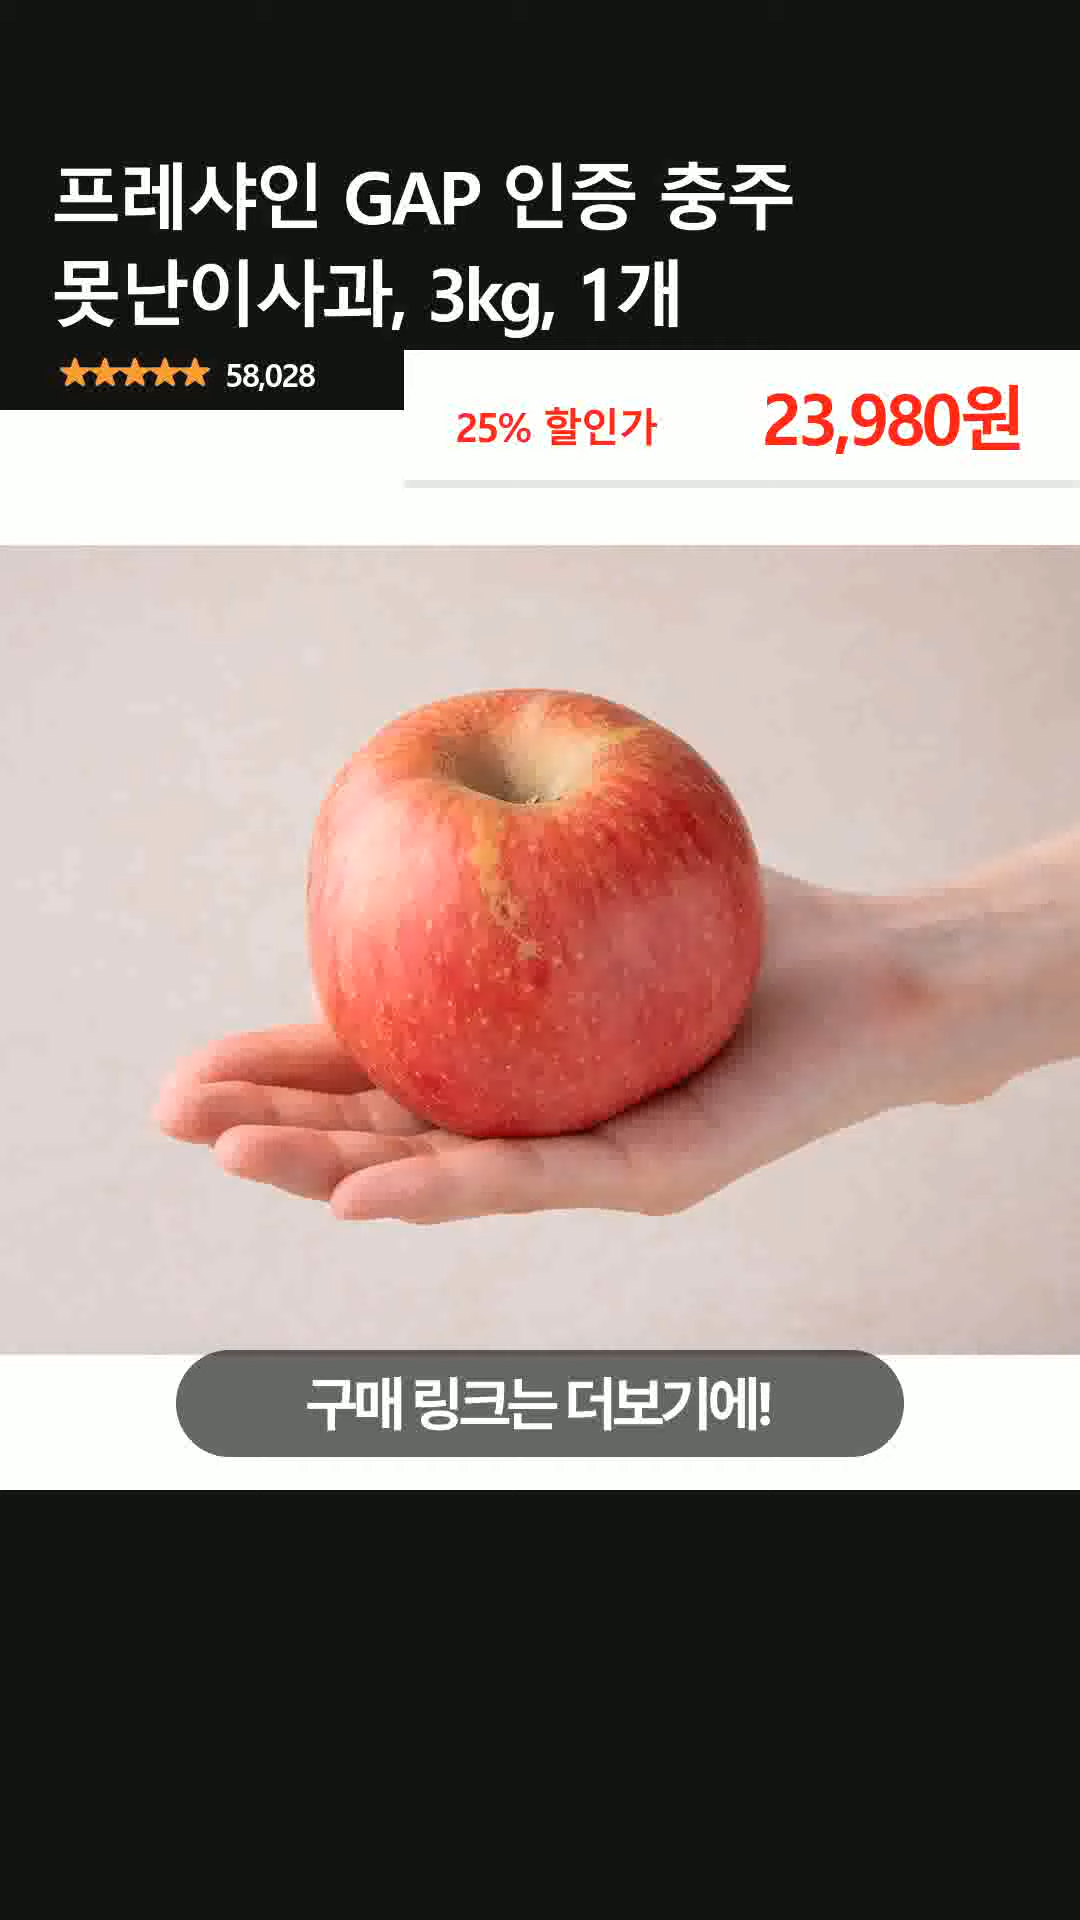 프레샤인 GAP 인증 충주
못난이사과, 3kg, 1개
★★★★★ 58,028
25% 할인가 23,980원
구매 링크는 더보기에!